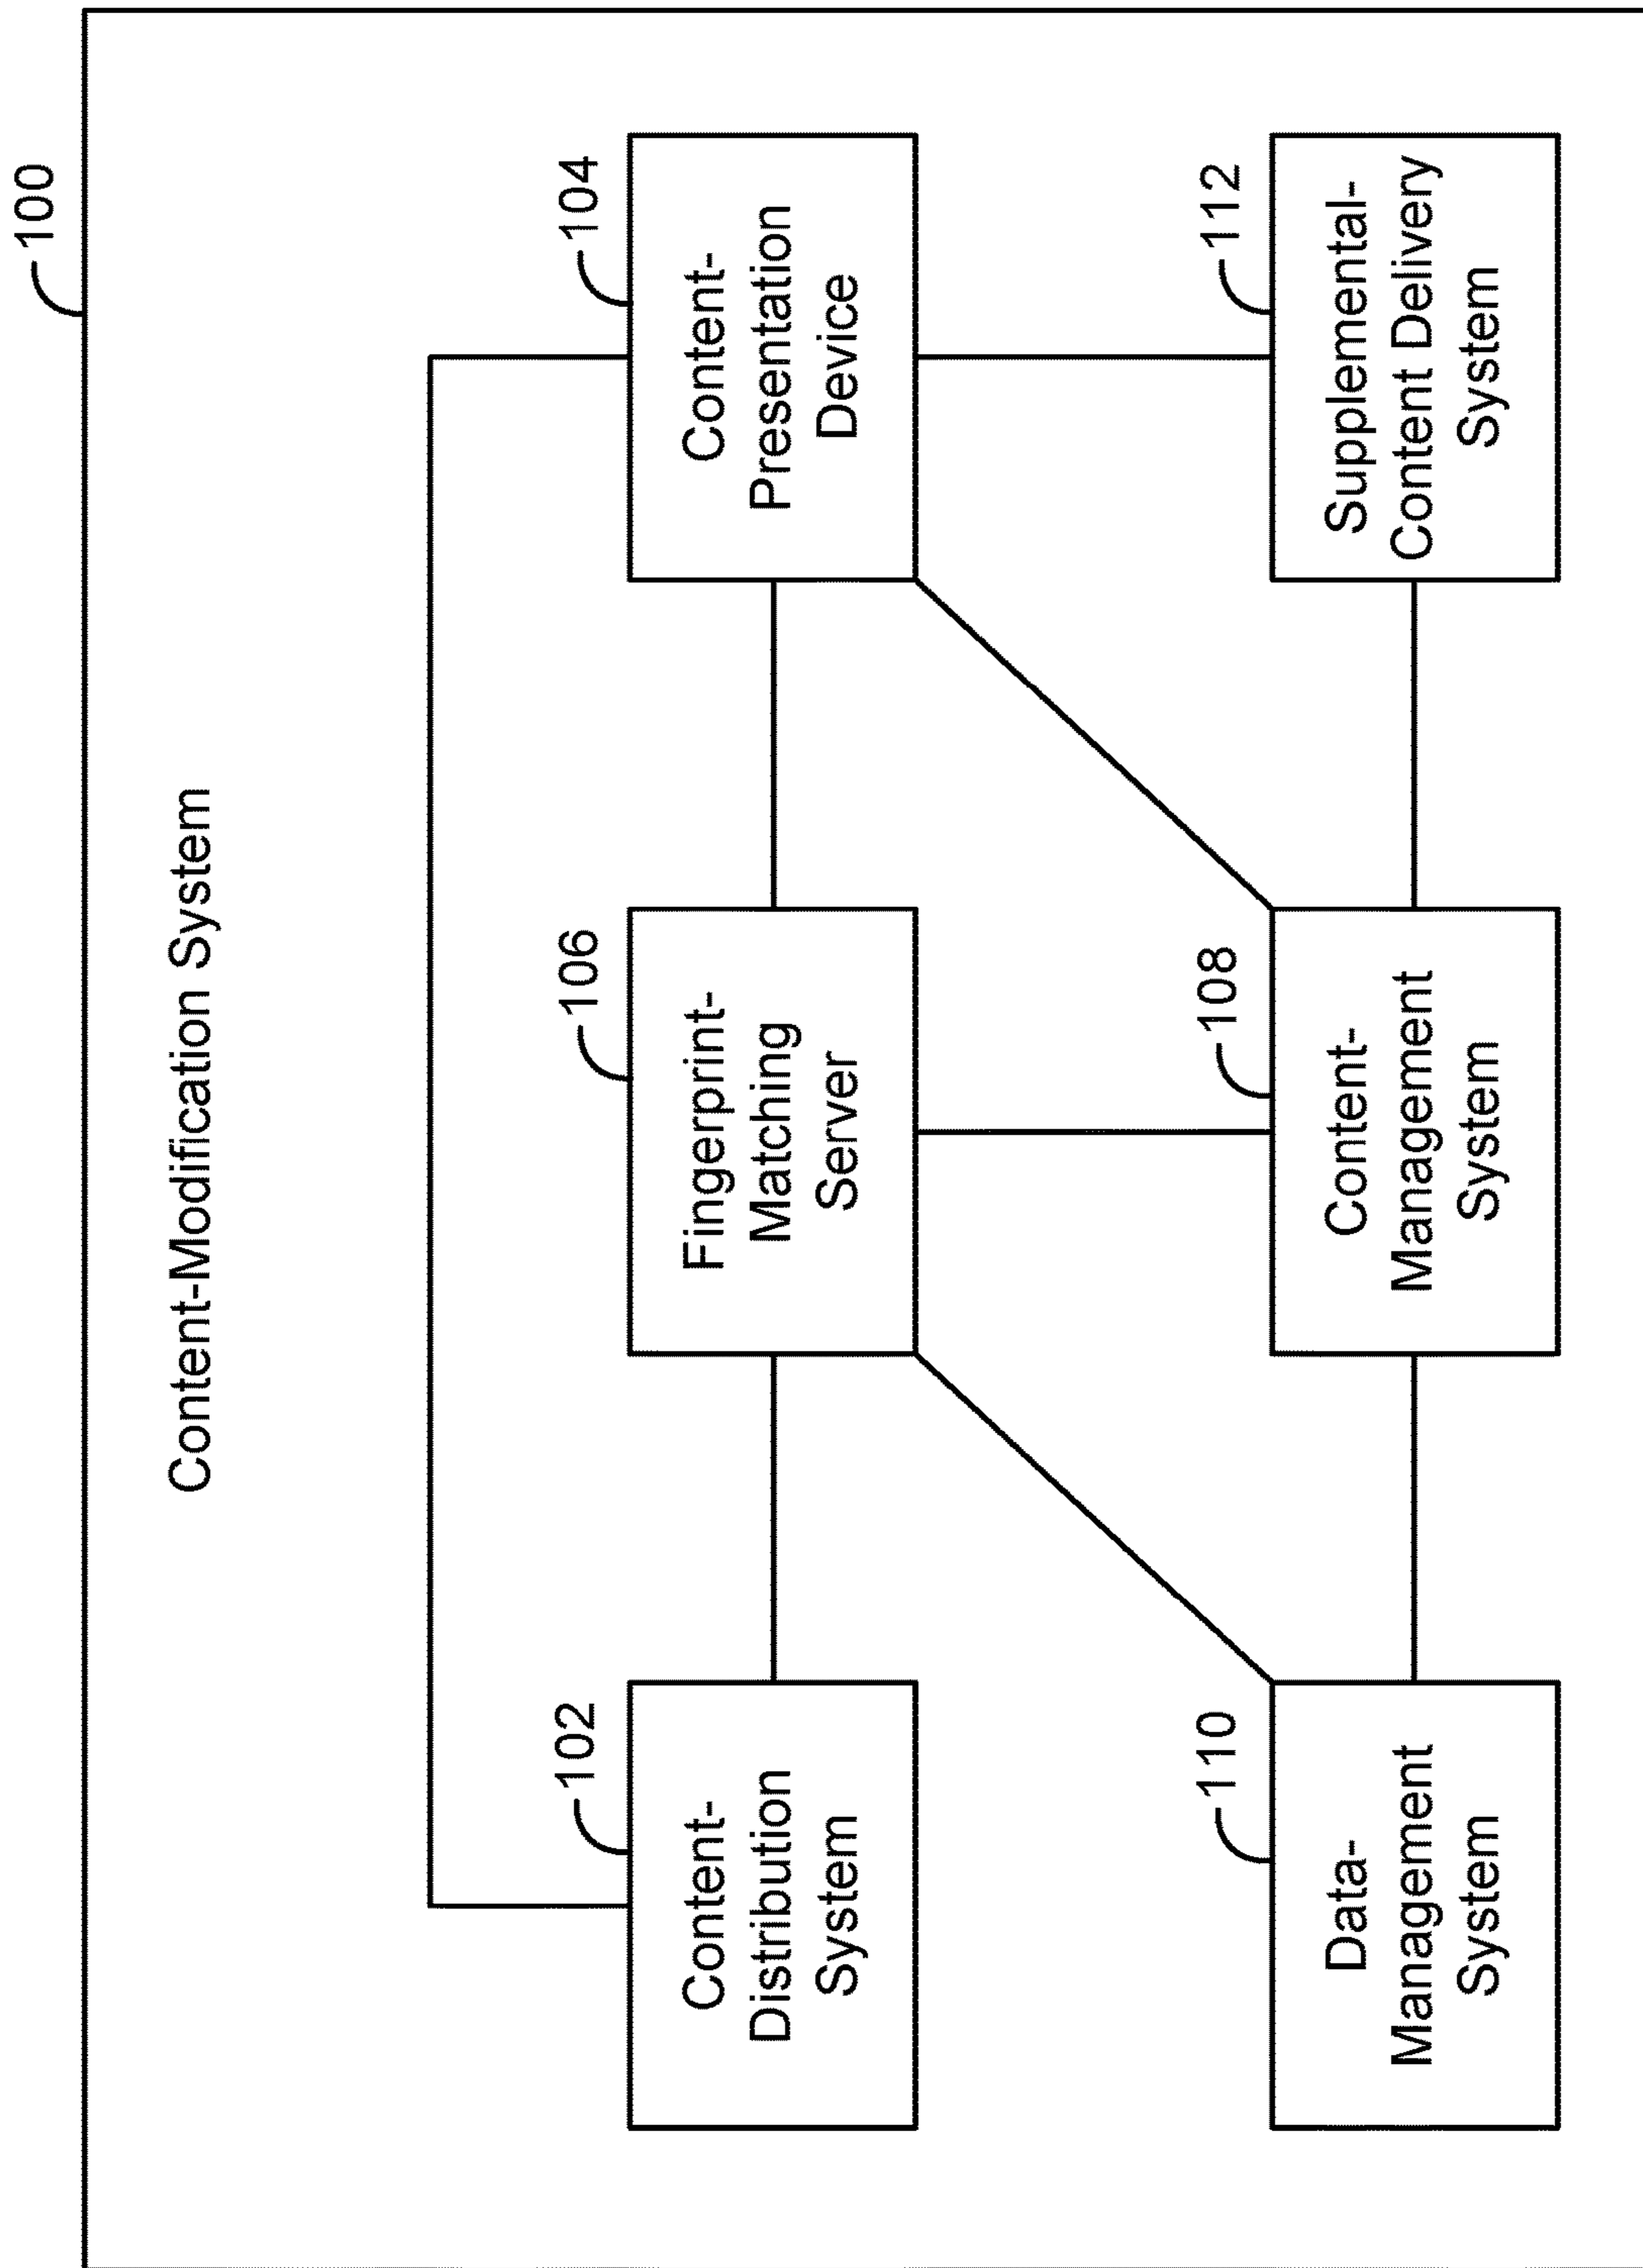 100
Content-Modification System
102
Content-
Distribution
System
106
Fingerprint-
Matching
Server
104
Content-
Presentation
Device
110
Data-
Management
System
108
Content-
Management
System
112
Supplemental-
Content Delivery
System